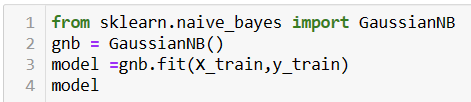 1 from sklearn.naive_bayes import GaussianNB
2 gnb = GaussianNB()
3 model =gnb.fit(X_train,y_train)
4 model